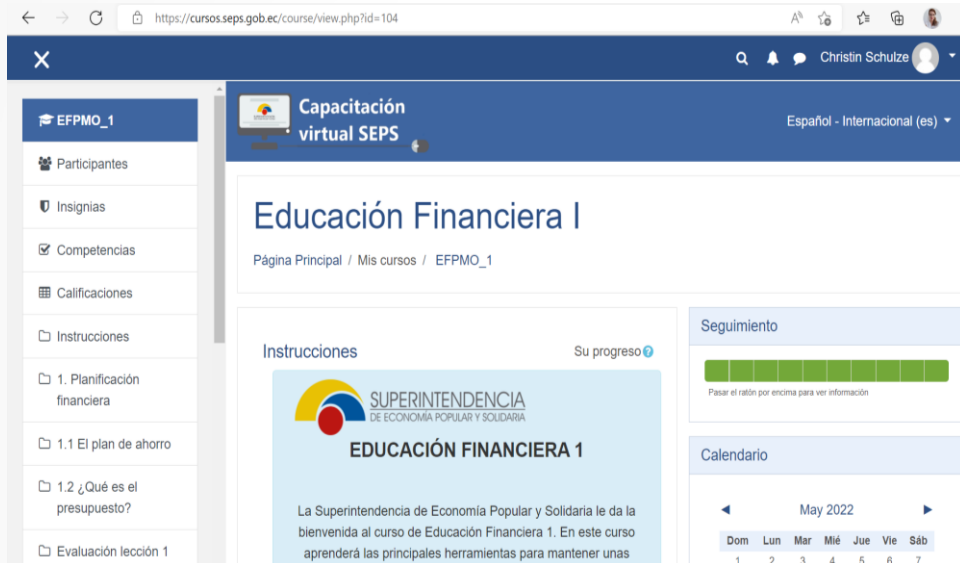 https://cursos.seps.gob.ec/course/view.php?id=104
Christin Schulze
EFPMO_1
Participantes
Insignias
Competencias
Calificaciones
Instrucciones
1. Planificación
financiera
1.1 El plan de ahorro
1.2 ¿Qué es el
presupuesto?
Evaluación lección 1
Capacitación
virtual SEPS
Español - Internacional (es)
Educación Financiera I
Página Principal / Mis cursos / EFPMO_1
Instrucciones
Su progreso
SUPERINTENDENCIA
DE ECONOMÍA POPULAR Y SOLIDARIA
EDUCACIÓN FINANCIERA 1
La Superintendencia de Economía Popular y Solidaria le da la
bienvenida al curso de Educación Financiera 1. En este curso
aprenderá las principales herramientas para mantener unas
Seguimiento
Pasar el ratón por encima para ver información
Calendario
May 2022
Dom Lun Mar Mié Jue Vie Sáb
1 2 3 4 5 6 7